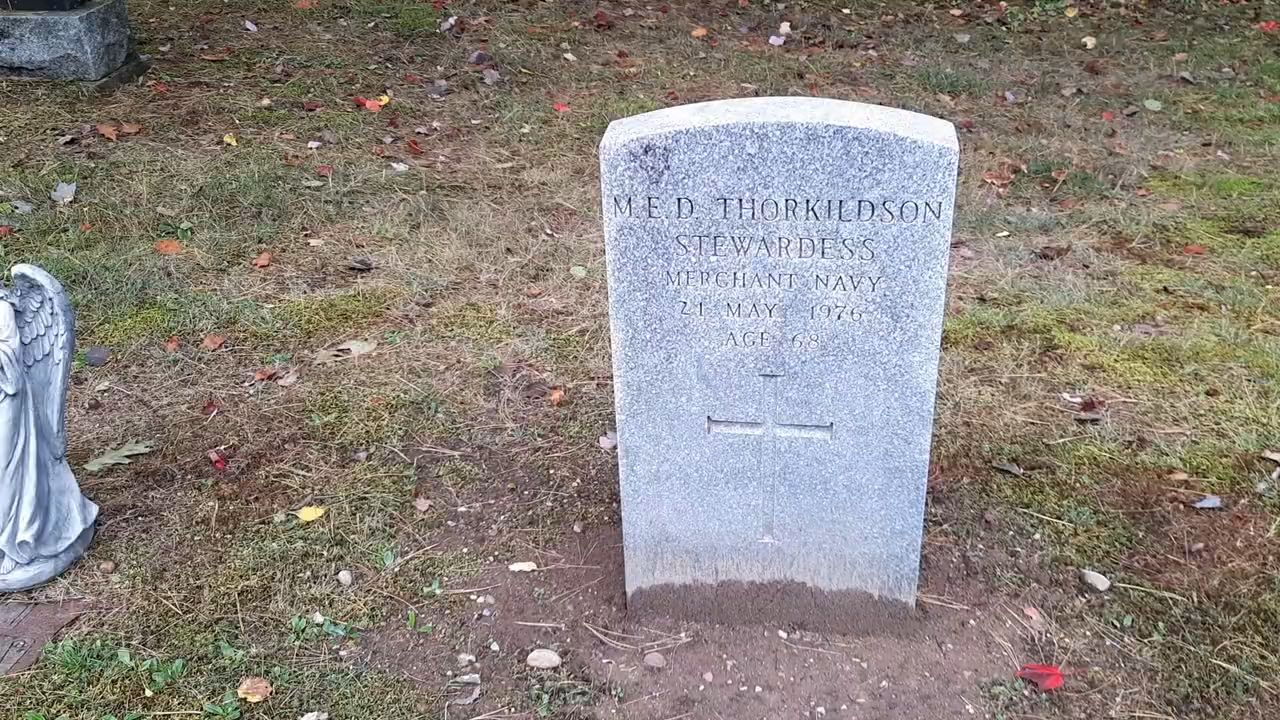 M.E.D. THORKILDSON
STEWARDESS
MERCHANT NAVY
21 MAY 1976
AGE 68